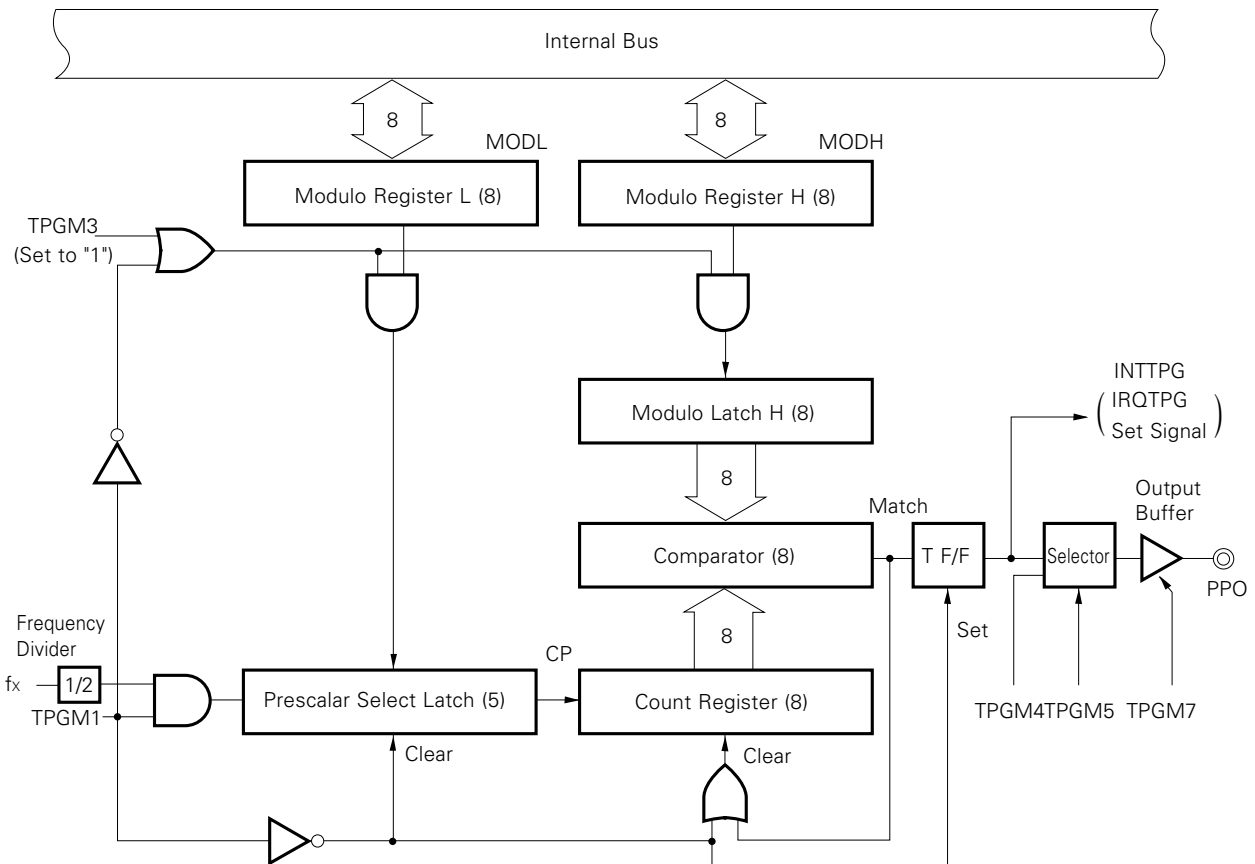 Internal Bus
8
8
MODL
MODH
Modulo Register L (8)
Modulo Register H (8)
TPGM3
(Set to "1")
Modulo Latch H (8)
INTTPG
IRQTPG
Set Signal
8
Match
Output
Buffer
Comparator (8)
T F/F
Selector
PPO
8
Set
Frequency
Divider
CP
fx
1/2
Prescalar Select Latch (5)
Count Register (8)
TPGM1
TPGM4
TPGM5
TPGM7
Clear
Clear